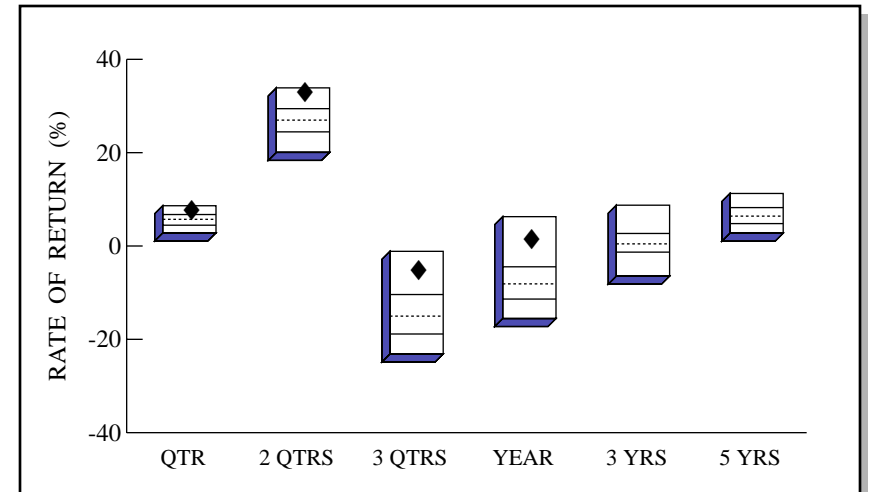 40
20
0
-20
-40
RATE OF RETURN (%)
QTR 2 QTRS 3 QTRS YEAR 3 YRS 5 YRS